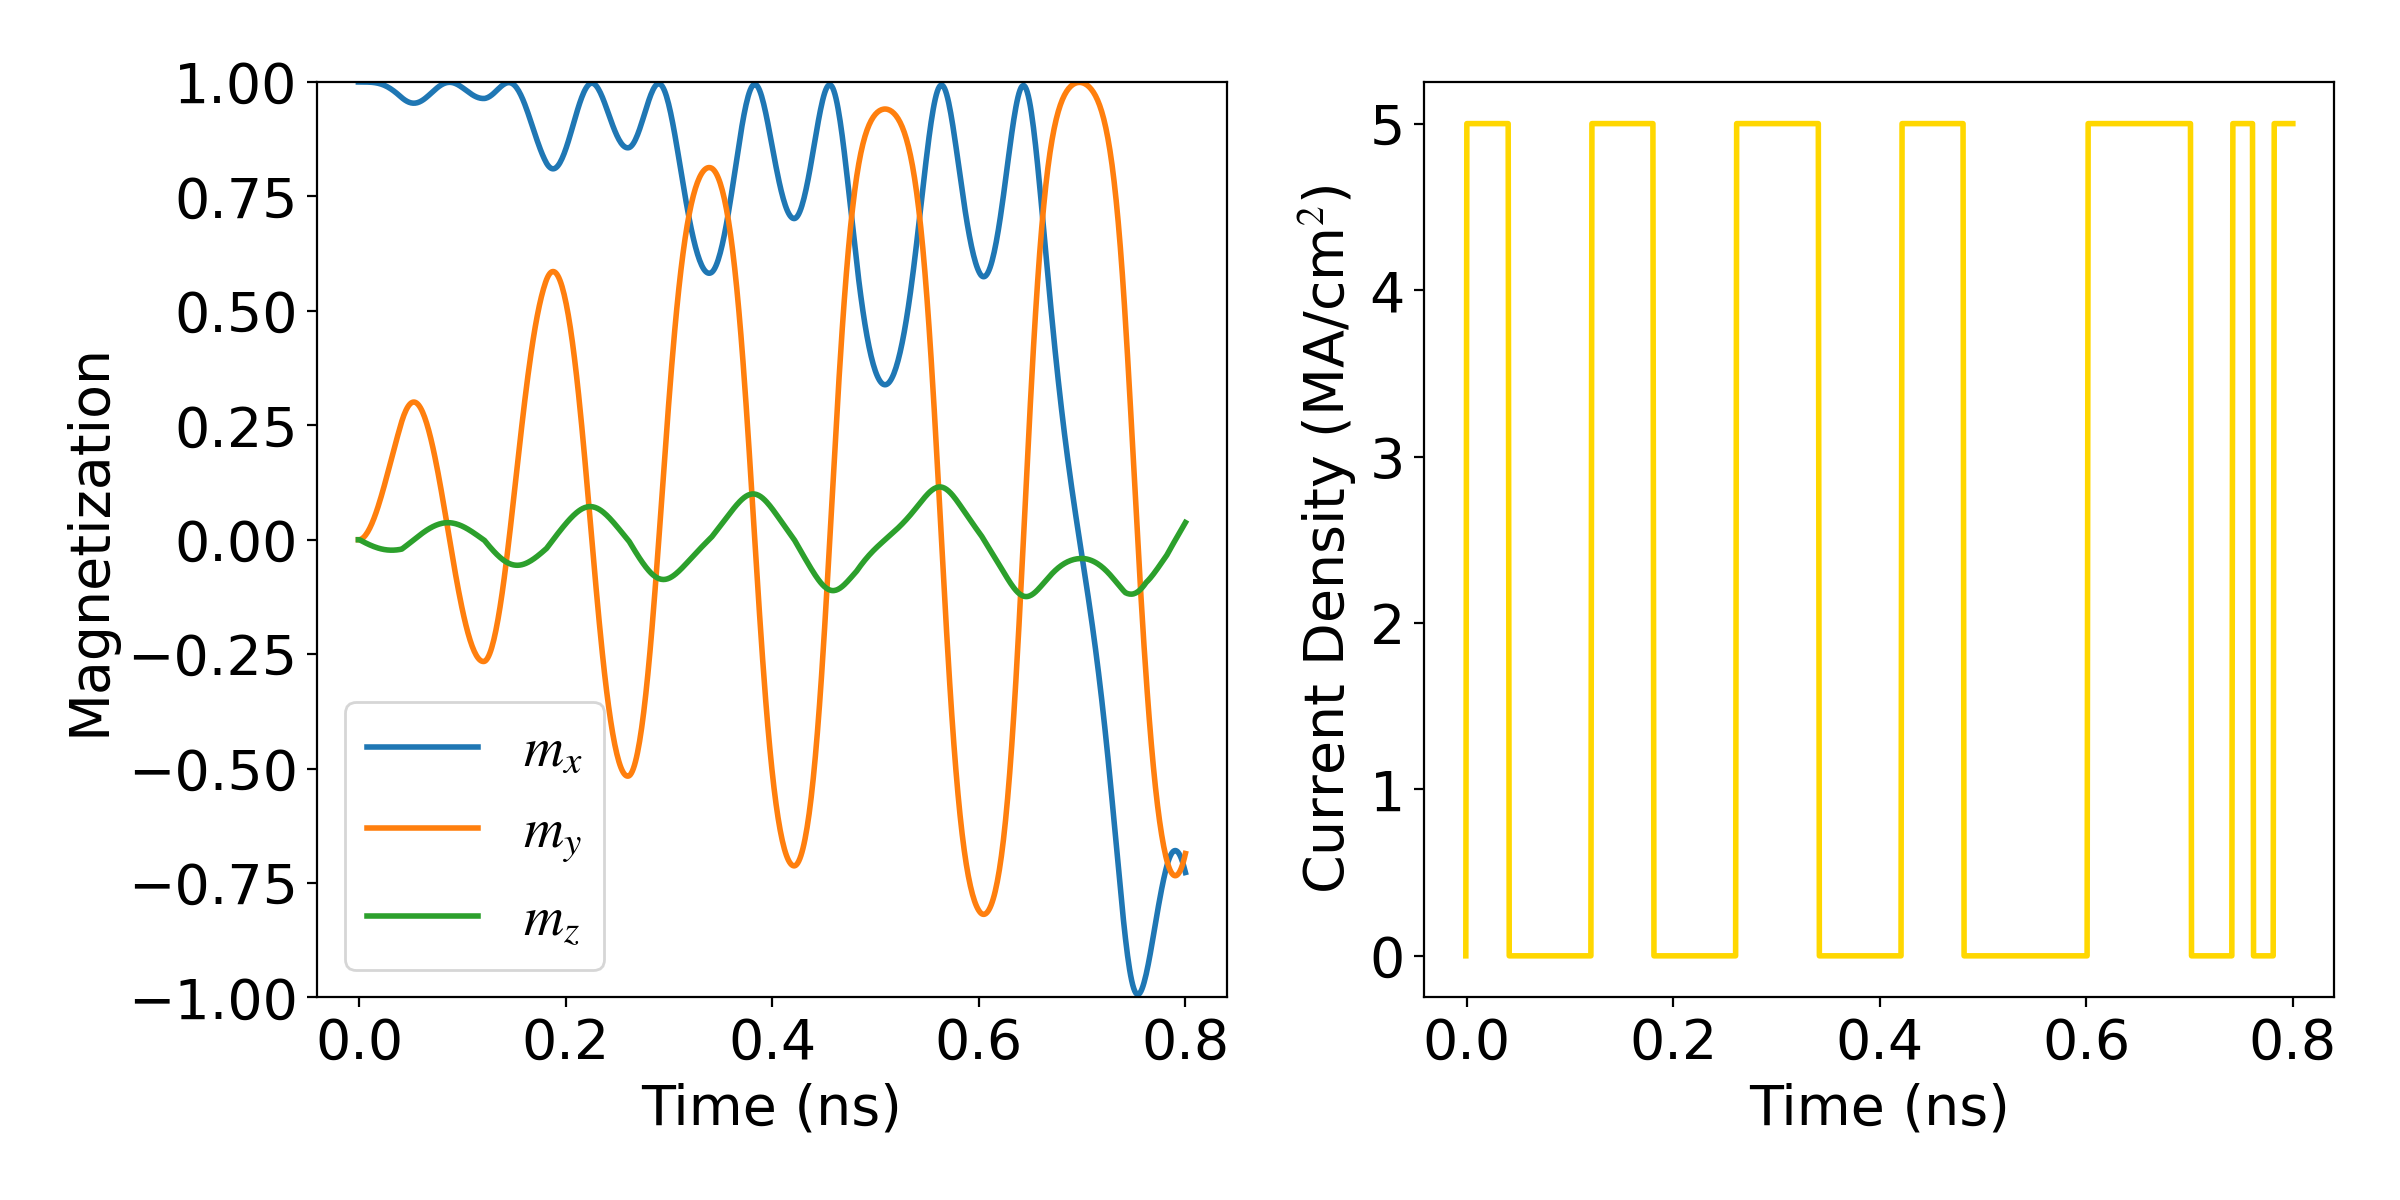 1.00
0.75
0.50
0.25
0.00
−0.25
−0.50
−0.75
−1.00
Magnetization
m_x
m_y
m_z
0.0 0.2 0.4 0.6 0.8
Time (ns)
5
4
3
2
1
0
Current Density (MA/cm²)
0.0 0.2 0.4 0.6 0.8
Time (ns)